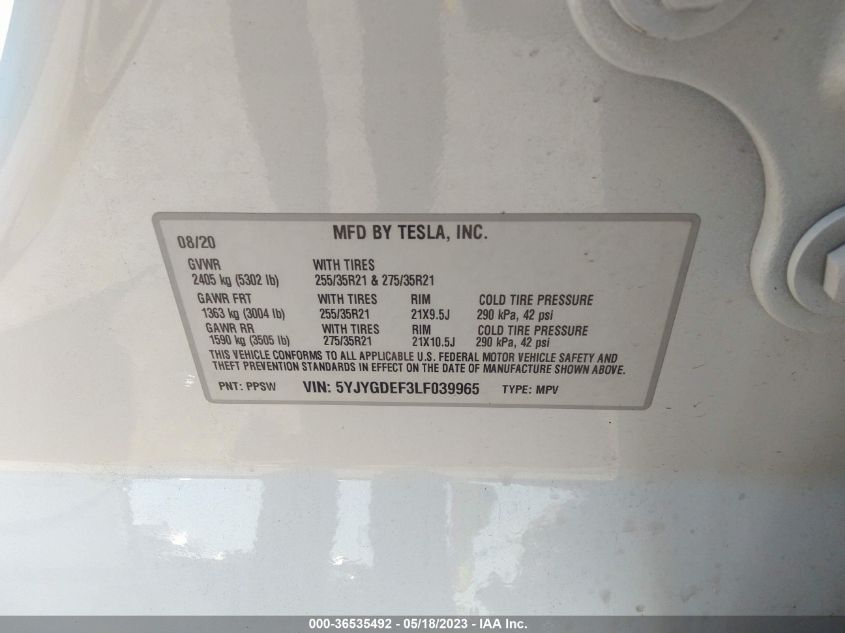 08/20 MFD BY TESLA, INC.
GVWR WITH TIRES
2405 kg (5302 lb) 255/35R21 & 275/35R21
GAWR FRT WITH TIRES RIM COLD TIRE PRESSURE
1363 kg (3004 lb) 255/35R21 21X9.5J 290 kPa, 42 psi
GAWR RR WITH TIRES RIM COLD TIRE PRESSURE
1590 kg (3505 lb) 275/35R21 21X10.5J 290 kPa, 42 psi
THIS VEHICLE CONFORMS TO ALL APPLICABLE U.S. FEDERAL MOTOR VEHICLE SAFETY AND
THEFT PREVENTION STANDARDS IN EFFECT ON THE DATE OF MANUFACTURE SHOWN ABOVE.
PNT: PPSW VIN: 5YJYGDEF3LF039965 TYPE: MPV
000-36535492 - 05/18/2023 - IAA Inc.